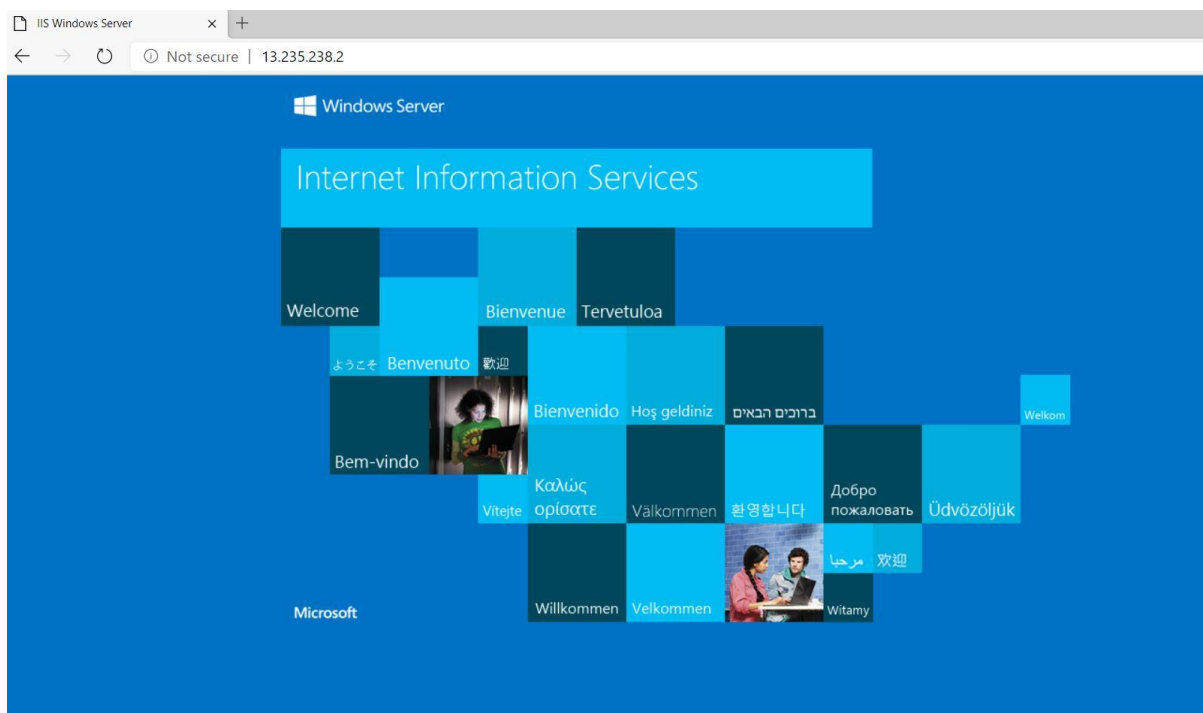 IIS Windows Server
Not secure | 13.235.238.2
Windows Server
Internet Information Services
Welcome
Bienvenue
Tervetuloa
ようこそ
Benvenuto
歡迎
Bienvenido
Hoş geldiniz
ברוכים הבאים
Welkom
Bem-vindo
Vítejte
Καλώς
ορίσατε
Välkommen
환영합니다
Добро
пожаловать
Üdvözöljük
مرحبا
欢迎
Willkommen
Velkommen
Witamy
Microsoft